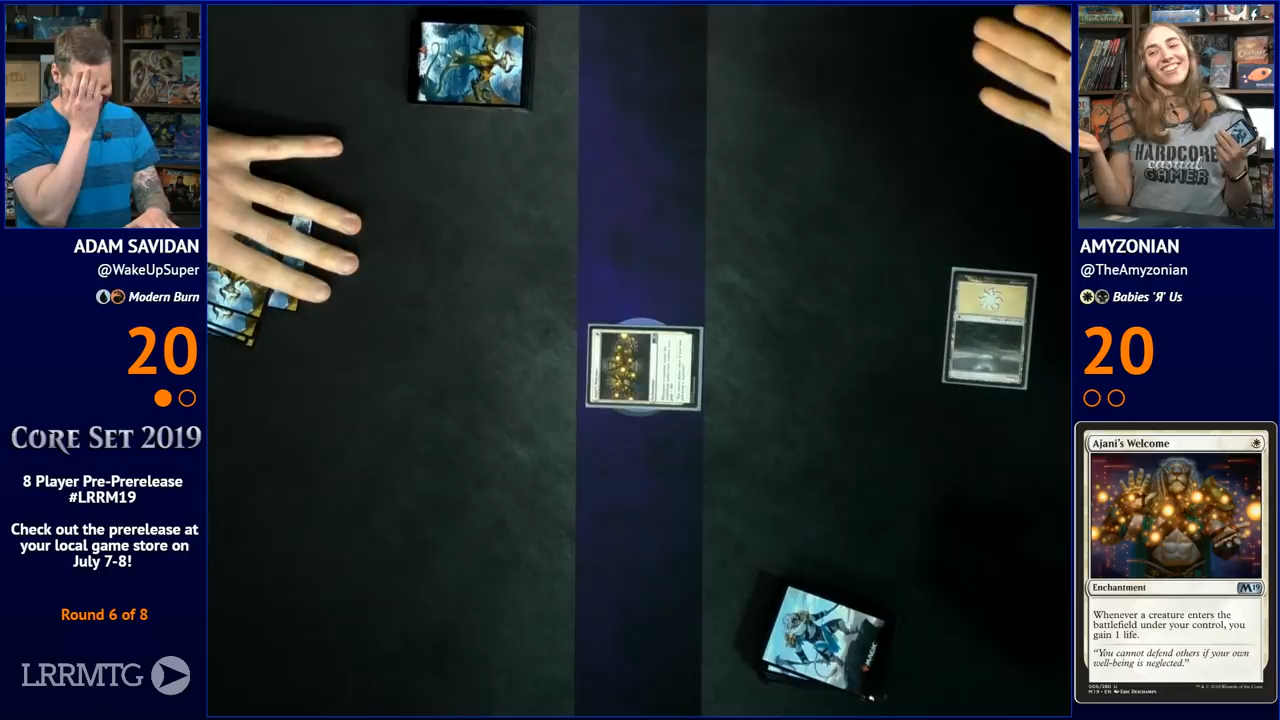 ADAM SAVIDAN
@WakeUpSuper
Modern Burn
20
CORE SET 2019
8 Player Pre-Prerelease
#LRRM19
Check out the prerelease at
your local game store on
July 7-8!
Round 6 of 8
LRRMTG
MAGIC
HARDCORE
casual
GAMER
AMYZONIAN
@TheAmyzonian
Babies 'Я' Us
20
Ajani's Welcome
Enchantment
M19
Whenever a creature enters the
battlefield under your control, you
gain 1 life.
"You cannot defend others if your own
well-being is neglected."